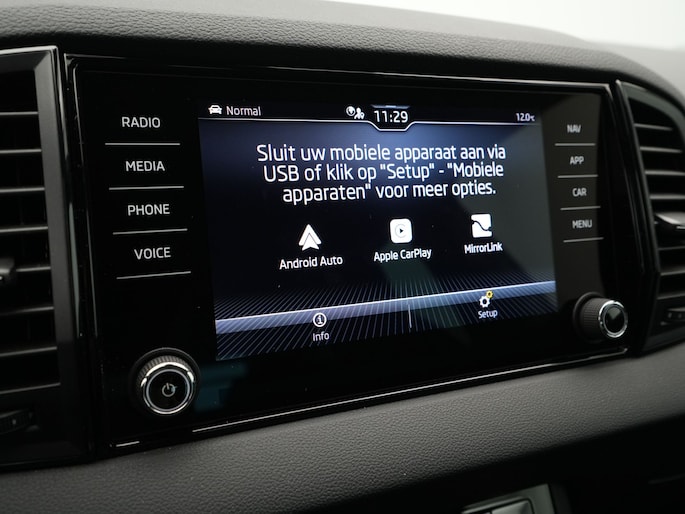 RADIO
MEDIA
PHONE
VOICE
Normal 11:29 12.0°C
Sluit uw mobiele apparaat aan via
USB of klik op "Setup" - "Mobiele
apparaten" voor meer opties.
Android Auto Apple CarPlay MirrorLink
Info Setup
NAV
APP
CAR
MENU